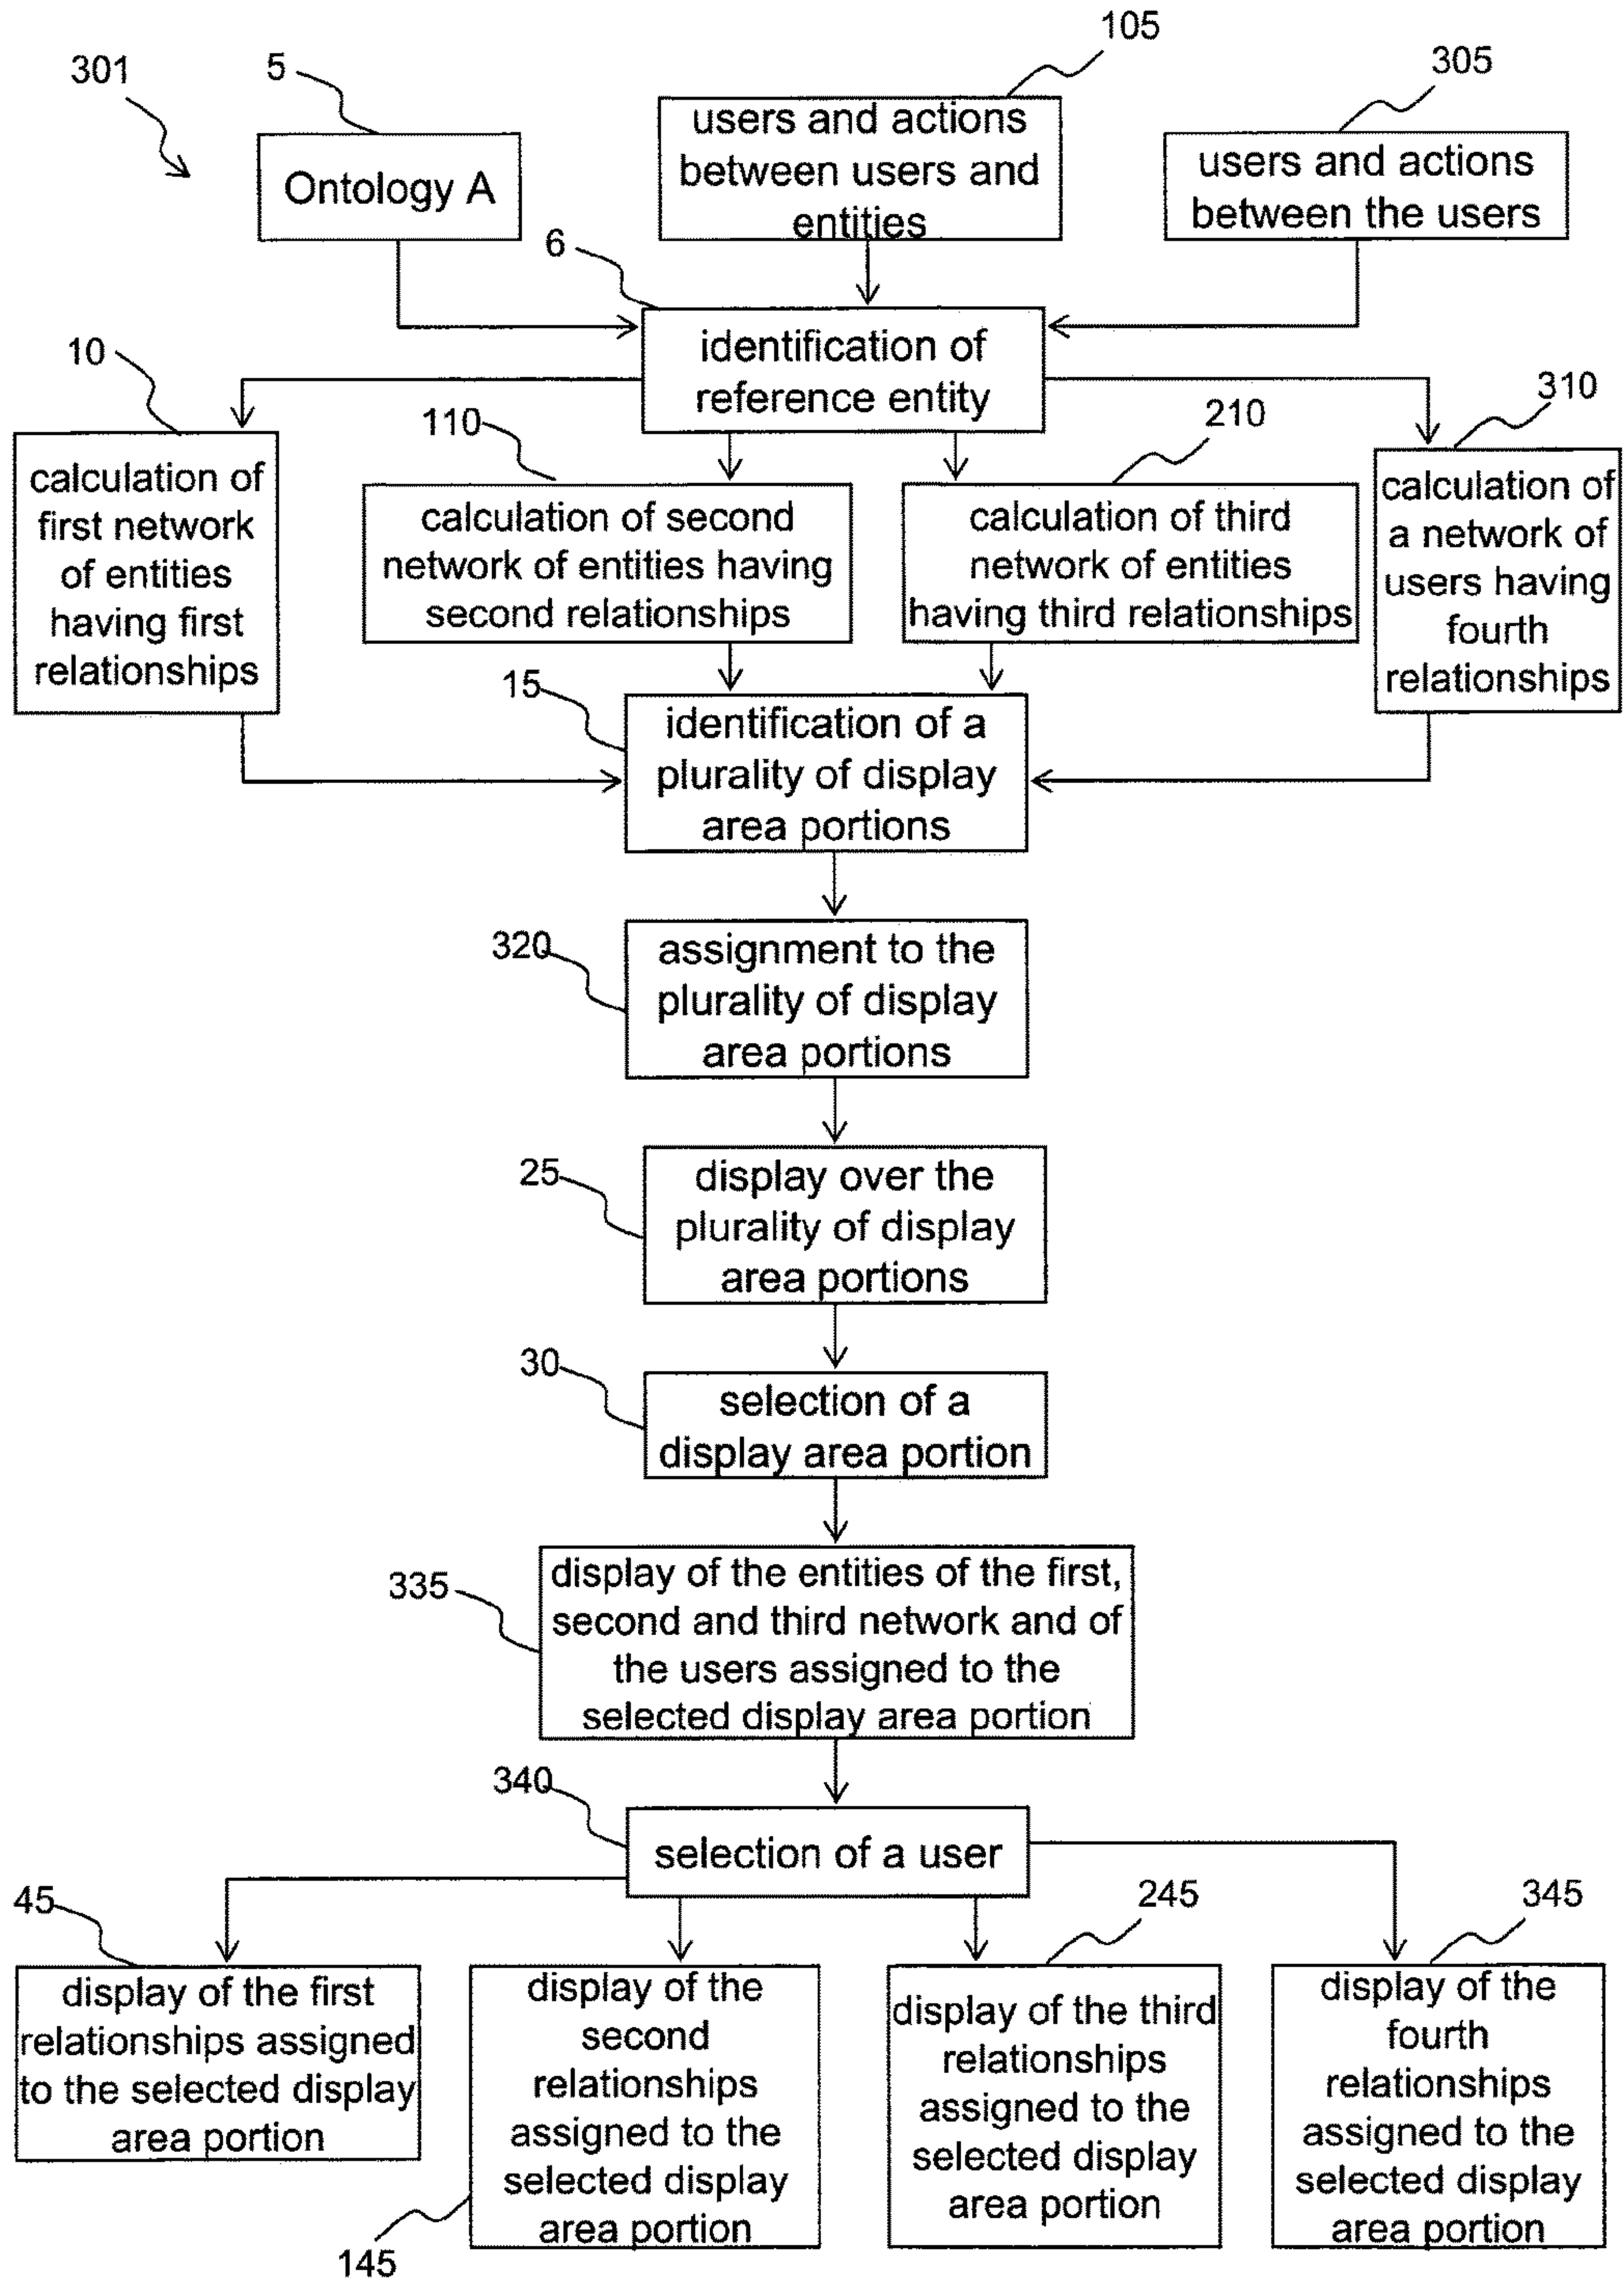 105
305
5
301
users and actions
between users and
entities
Ontology A
users and actions
between the users
6
identification of
reference entity
10
110
210
310
calculation of
first network
of entities
having first
relationships
calculation of second
network of entities having
second relationships
calculation of third
network of entities
having third relationships
calculation of
a network of
users having
fourth
relationships
15
identification of a
plurality of display
area portions
320
assignment to the
plurality of display
area portions
25
display over the
plurality of display
area portions
30
selection of a
display area portion
335
display of the entities of the first,
second and third network and of
the users assigned to the
selected display area portion
340
selection of a user
45
245
345
display of the first
relationships assigned
to the selected display
area portion
display of the
second
relationships
assigned to the
selected display
area portion
145
display of the third
relationships
assigned to the
selected display
area portion
display of the
fourth
relationships
assigned to the
selected display
area portion